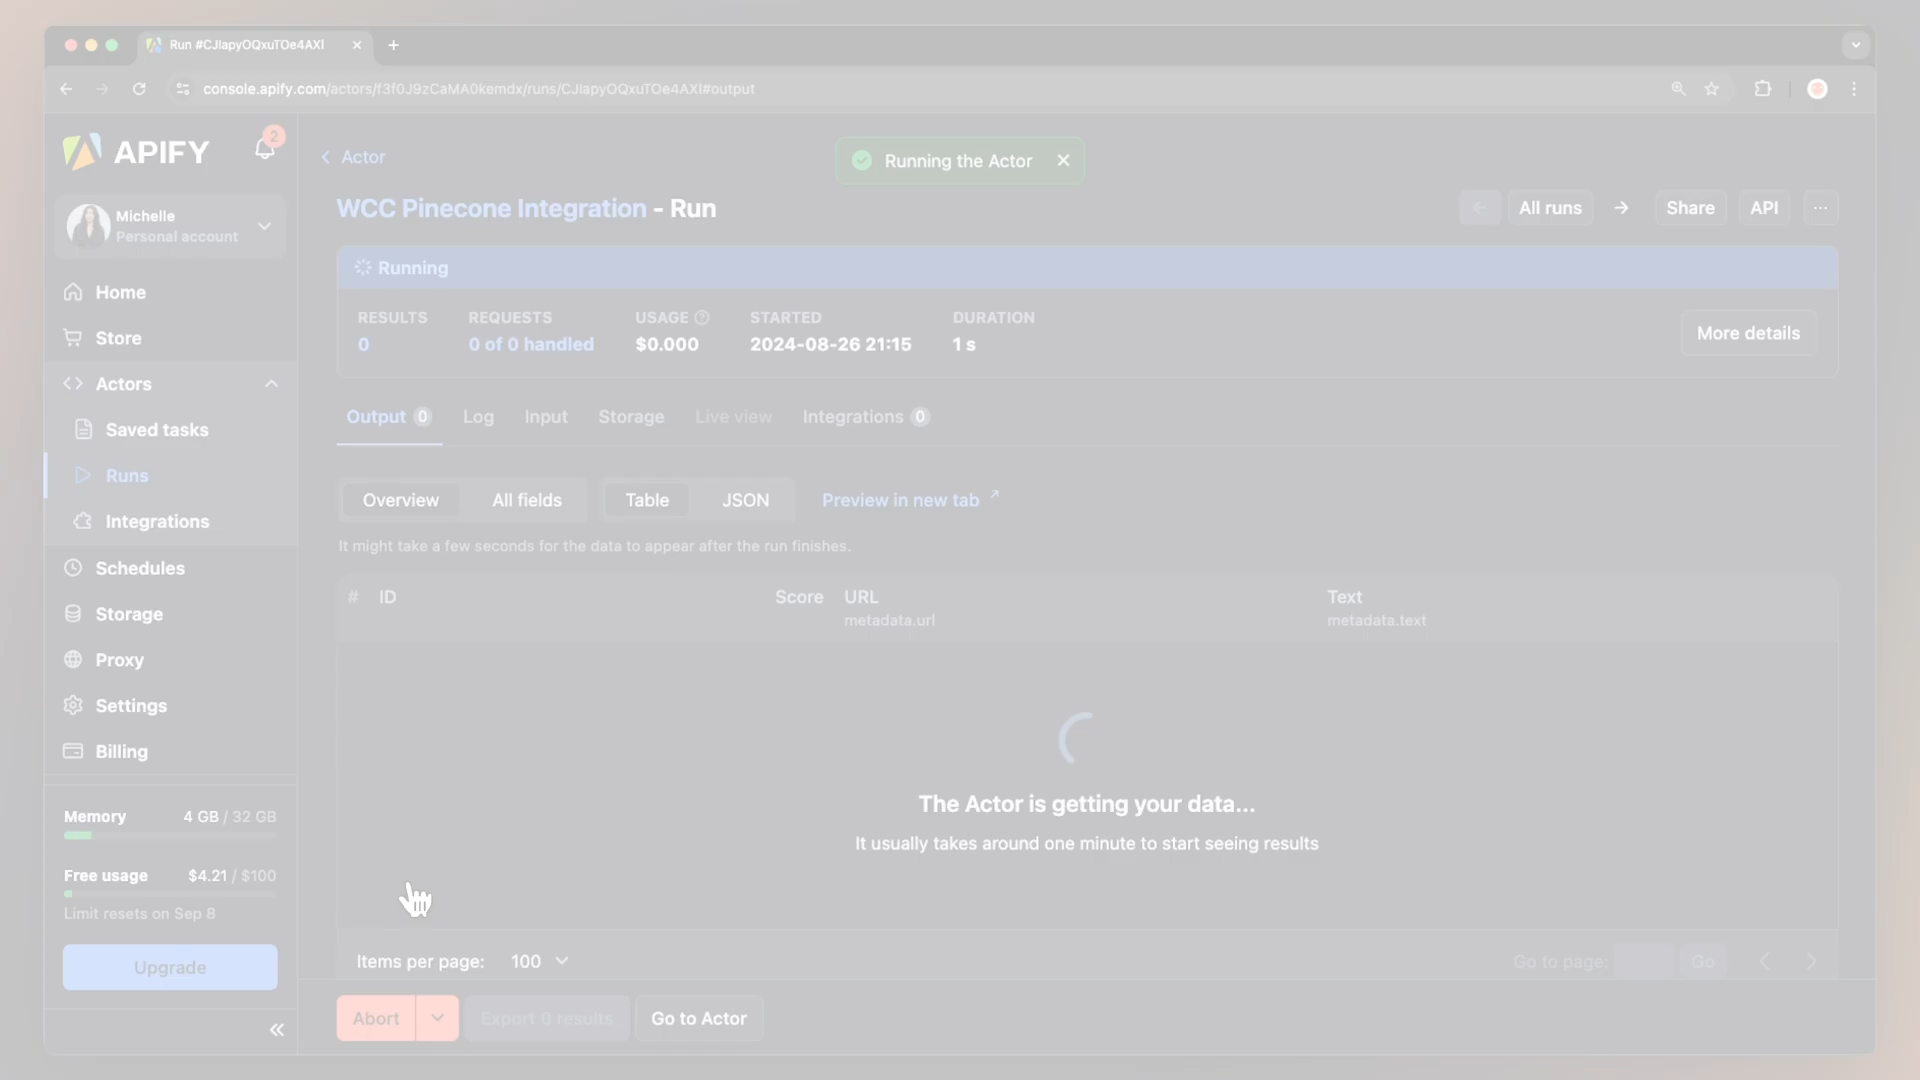 Run #CJlapyOQxuTOe4AXl
console.apify.com/actors/f3f0J9zCaMA0kemdx/runs/CJlapyOQxuTOe4AXl#output
APIFY
2
Michelle
Personal account
Home
Store
Actors
Saved tasks
Runs
Integrations
Schedules
Storage
Proxy
Settings
Billing
Memory 4 GB / 32 GB
Free usage $4.21 / $100
Limit resets on Sep 8
Upgrade
Actor
Running the Actor
WCC Pinecone Integration - Run
All runs Share API
Running
RESULTS REQUESTS USAGE STARTED DURATION
0 0 of 0 handled $0.000 2024-08-26 21:15 1 s
More details
Output 0 Log Input Storage Live view Integrations 0
Overview All fields Table JSON Preview in new tab
It might take a few seconds for the data to appear after the run finishes.
# ID Score URL Text
metadata.url metadata.text
The Actor is getting your data...
It usually takes around one minute to start seeing results
Items per page: 100 Go to page: Go
Abort Export 0 results Go to Actor